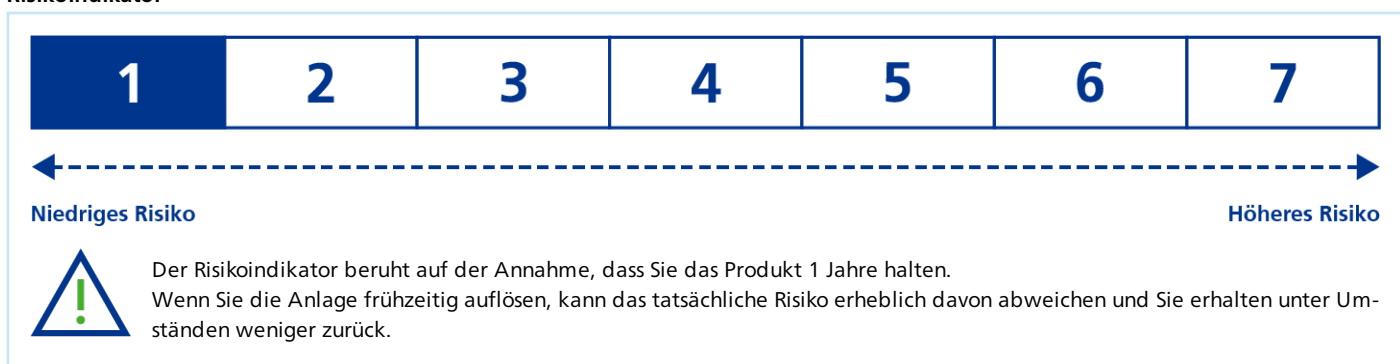 Risikoindikator
1 2 3 4 5 6 7
Niedriges Risiko Höheres Risiko
Der Risikoindikator beruht auf der Annahme, dass Sie das Produkt 1 Jahre halten.
Wenn Sie die Anlage frühzeitig auflösen, kann das tatsächliche Risiko erheblich davon abweichen und Sie erhalten unter Um-
ständen weniger zurück.